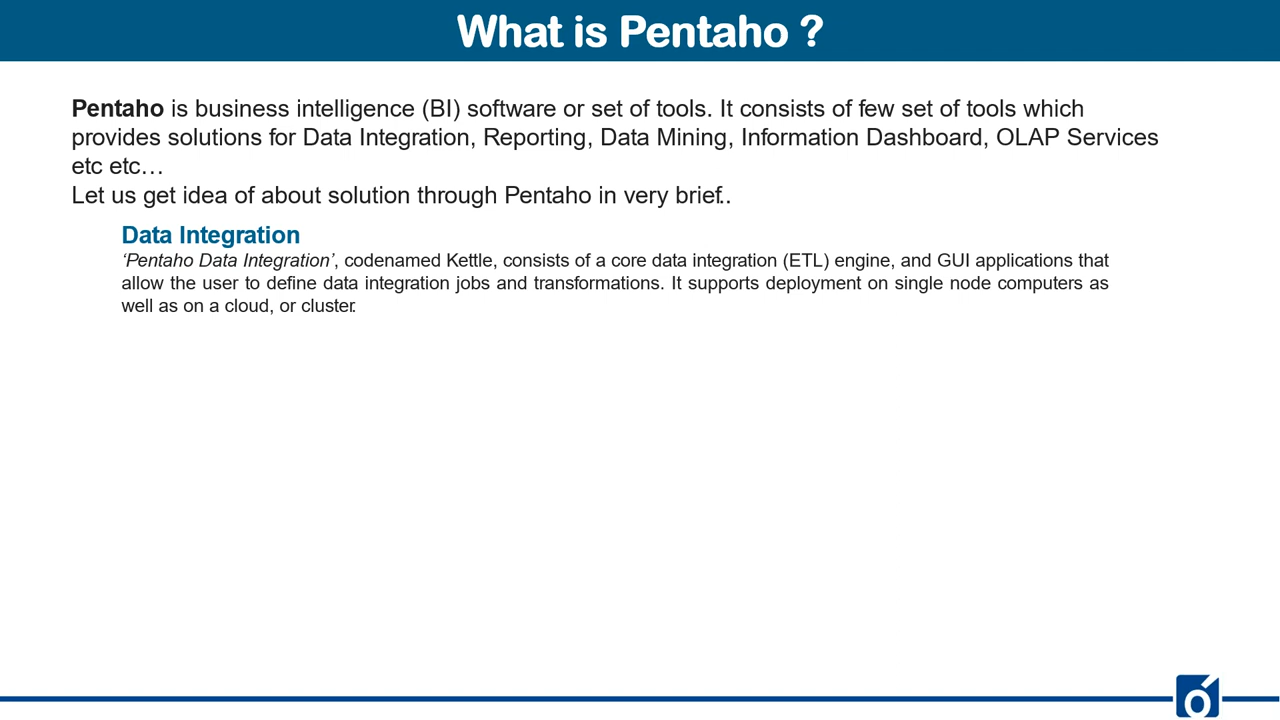 What is Pentaho ?
Pentaho is business intelligence (BI) software or set of tools. It consists of few set of tools which
provides solutions for Data Integration, Reporting, Data Mining, Information Dashboard, OLAP Services
etc etc…
Let us get idea of about solution through Pentaho in very brief..
Data Integration
‘Pentaho Data Integration’, codenamed Kettle, consists of a core data integration (ETL) engine, and GUI applications that
allow the user to define data integration jobs and transformations. It supports deployment on single node computers as
well as on a cloud, or cluster.